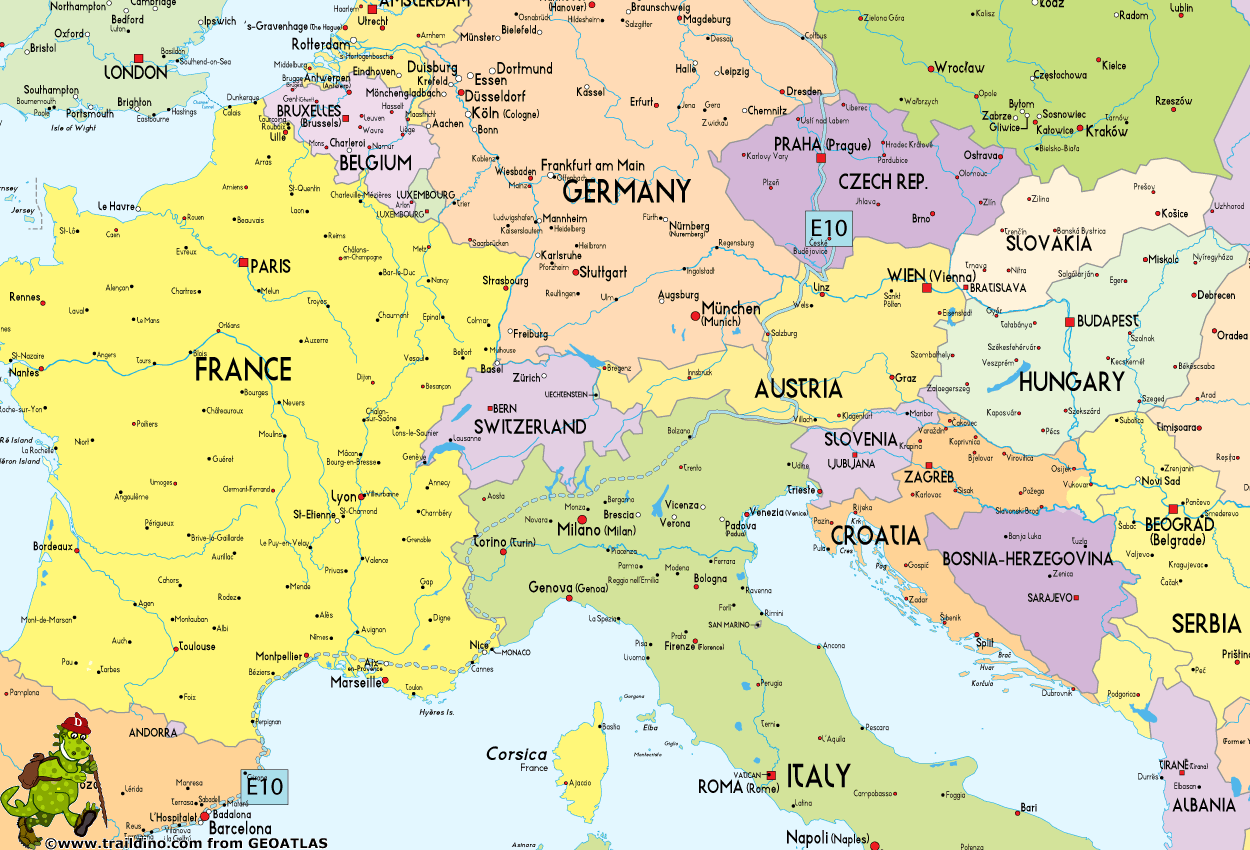 Northampton
Cambridge
Bedford
Ipswich
Oxford
Luton
Bristol
LONDON
Basildon
Southend-on-Sea
Southampton
Bournemouth
Poole
Portsmouth
Brighton
Eastbourne
Hastings
Isle of Wight
Jersey
AMSTERDAM
Haarlem
Utrecht
's-Gravenhage (The Hague)
Rotterdam
Arnhem
's-Hertogenbosch
Middelburg
Eindhoven
Antwerpen
(Antwerp)
Brugge
Gent
BRUXELLES
(Brussels)
Hasselt
Maastricht
Leuven
Wavre
Liège
Mons
Charleroi
Namur
BELGIUM
Arlon
LUXEMBOURG
LUXEMBOURG
Osnabrück
(Hanover)
Braunschweig
Hildesheim
Salzgitter
Magdeburg
Bielefeld
Münster
Dessau
Cottbus
Duisburg
Dortmund
Essen
Krefeld
Düsseldorf
Mönchengladbach
Köln (Cologne)
Aachen
Bonn
Kassel
Halle
Leipzig
Erfurt
Jena
Gera
Zwickau
Chemnitz
Dresden
Koblenz
Wiesbaden
Mainz
Frankfurt am Main
Offenbach
GERMANY
Trier
Ludwigshafen
Mannheim
Kaiserslautern
Heidelberg
Saarbrücken
Heilbronn
Karlsruhe
Pforzheim
Stuttgart
Reutlingen
Ulm
Fürth
Nürnberg
(Nuremberg)
Regensburg
Ingolstadt
Augsburg
München
(Munich)
Freiburg
Zielona Góra
Kalisz
Łódź
Radom
Lublin
Wrocław
Częstochowa
Kielce
Wałbrzych
Opole
Bytom
Zabrze
Gliwice
Sosnowiec
Katowice
Kraków
Tarnów
Rzeszów
Bielsko-Biała
Liberec
Ustí nad Labem
PRAHA (Prague)
Karlovy Vary
Hradec Králové
Pardubice
Ostrava
Olomouc
Plzeň
CZECH REP.
Jihlava
Brno
Zlín
E10
České
Budějovice
Žilina
Prešov
Košice
Trenčín
Banská Bystrica
SLOVAKIA
Trnava
Nitra
BRATISLAVA
Uzhhorod
Dunkerque
Calais
Tourcoing
Roubaix
Lille
Arras
Amiens
St-Quentin
Charleville-Mézières
Laon
Le Havre
Rouen
Beauvais
St-Lô
Caen
Evreux
Reims
Metz
Châlons-
en-Champagne
PARIS
Bar-le-Duc
Nancy
Strasbourg
Melun
Alençon
Chartres
Troyes
Rennes
Laval
Le Mans
Chaumont
Epinal
Colmar
Orléans
Auxerre
St-Nazaire
Nantes
Angers
Tours
Blois
FRANCE
Vesoul
Belfort
Mulhouse
Basel
Dijon
Besançon
Bourges
Nevers
Châteauroux
Chalon-
sur-Saône
Lons-le-Saunier
Poitiers
Moulins
Niort
Ré Island
La Rochelle
Guéret
Mâcon
Bourg-en-Bresse
Genève
Annecy
Limoges
Clermont-Ferrand
Lyon
Villeurbanne
Angoulême
St-Etienne
St-Chamond
Chambéry
Périgueux
Brive-la-Gaillarde
Le Puy-en-Velay
Grenoble
Bordeaux
Aurillac
Valence
Privas
Cahors
Mende
Gap
Agen
Rodez
Mont-de-Marsan
Montauban
Albi
Alès
Digne
Nîmes
Avignon
Auch
Toulouse
Pau
Tarbes
Montpellier
Béziers
Aix-
en-Provence
Marseille
Toulon
Nice
MONACO
Cannes
Hyères Is.
Foix
Perpignan
Zürich
LIECHTENSTEIN
BERN
SWITZERLAND
Lausanne
WIEN (Vienna)
Linz
Wels
Sankt
Pölten
Eisenstadt
Salzburg
Bregenz
Innsbruck
AUSTRIA
Graz
Villach
Klagenfurt
Miskolc
Nyíregyháza
Salgótarján
Eger
Debrecen
Győr
Tatabánya
BUDAPEST
Szolnok
Szombathely
Székesfehérvár
Veszprém
Kecskemét
HUNGARY
Zalaegerszeg
Békéscsaba
Kaposvár
Szekszárd
Szeged
Pécs
Oradea
Arad
Timişoara
Reşiţa
Maribor
SLOVENIA
LJUBLJANA
Čakovec
Varaždin
Krapina
Koprivnica
Bjelovar
Virovitica
ZAGREB
Osijek
Vukovar
Karlovac
Sisak
Požega
Slavonski Brod
Rijeka
Pazin
Krk
Pula
Cres
CROATIA
Pag
Gospić
Zadar
Šibenik
Split
Brač
Hvar
Korčula
Dubrovnik
Banja Luka
Tuzla
BOSNIA-HERZEGOVINA
Zenica
SARAJEVO
Subotica
Zrenjanin
Novi Sad
Pančevo
Šabac
BEOGRAD
(Belgrade)
Smederevo
Valjevo
Kragujevac
Čačak
SERBIA
Peć
Priština
Podgorica
TIRANË (Tirana)
Durrës
Elbasan
ALBANIA
Aosta
Bolzano
Trento
Udine
Trieste
Monza
Bergamo
Novara
Milano (Milan)
Brescia
Vicenza
Verona
Padova
(Padua)
Venezia (Venice)
Torino (Turin)
Piacenza
Parma
Reggio nell'Emilia
Modena
Ferrara
Bologna
Ravenna
Genova (Genoa)
La Spezia
Forlì
Rimini
SAN MARINO
Pisa
Prato
Firenze (Florence)
Livorno
Ancona
Perugia
Gorgona
Elba
Giglio
Montecristo
Terni
L'Aquila
Pescara
VATICAN
ROMA (Rome)
ITALY
Latina
Campobasso
Foggia
Bari
Napoli (Naples)
Potenza
Corsica
France
Bastia
Ajaccio
Asinara
Pamplona
ANDORRA
E10
Lérida
Manresa
Terrassa
Sabadell
Mataró
L'Hospitalet
Badalona
Barcelona
Reus
Vilanova
D
©www.traildino.com from GEOATLAS